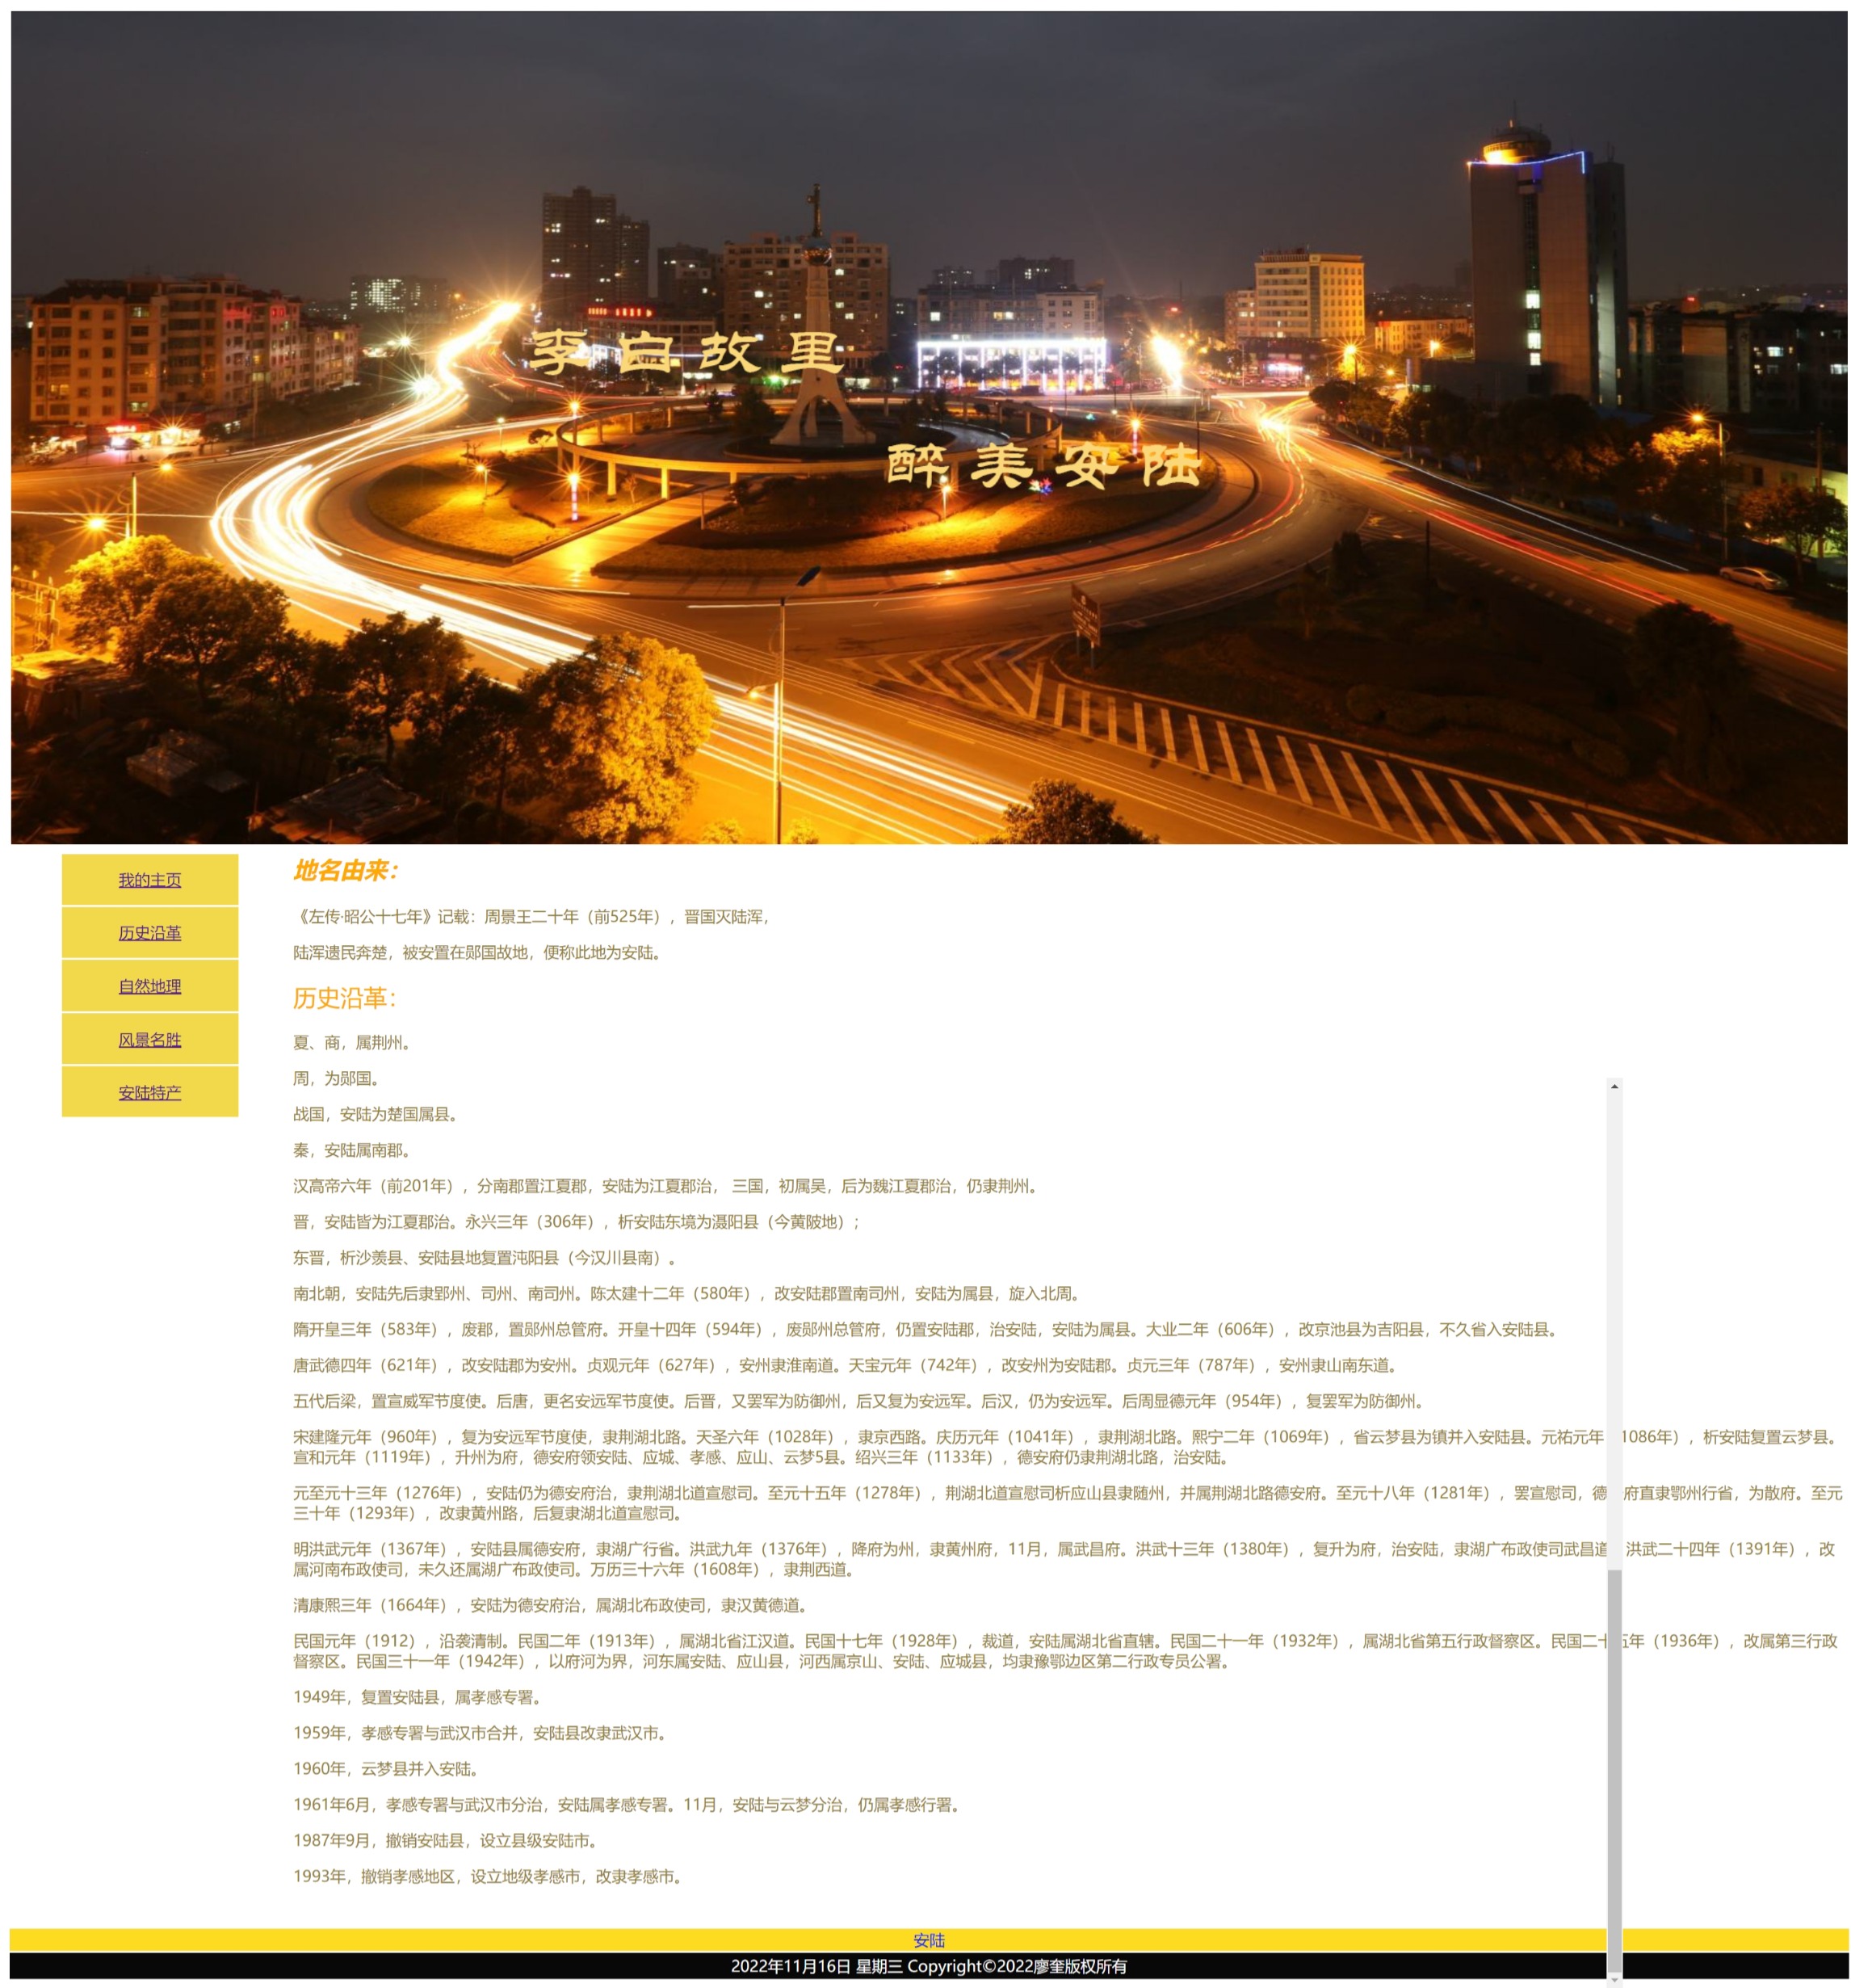 李白故里
醉美安陆
我的主页
历史沿革
自然地理
风景名胜
安陆特产
地名由来：
《左传·昭公十七年》记载：周景王二十年（前525年），晋国灭陆浑，
陆浑遗民奔楚，被安置在郧国故地，便称此地为安陆。
历史沿革：
夏、商，属荆州。
周，为郧国。
战国，安陆为楚国属县。
秦，安陆属南郡。
汉高帝六年（前201年），分南郡置江夏郡，安陆为江夏郡治， 三国，初属吴，后为魏江夏郡治，仍隶荆州。
晋，安陆皆为江夏郡治。永兴三年（306年），析安陆东境为滠阳县（今黄陂地）；
东晋，析沙羡县、安陆县地复置沌阳县（今汉川县南）。
南北朝，安陆先后隶郢州、司州、南司州。陈太建十二年（580年），改安陆郡置南司州，安陆为属县，旋入北周。
隋开皇三年（583年），废郡，置郧州总管府。开皇十四年（594年），废郧州总管府，仍置安陆郡，治安陆，安陆为属县。大业二年（606年），改京池县为吉阳县，不久省入安陆县。
唐武德四年（621年），改安陆郡为安州。贞观元年（627年），安州隶淮南道。天宝元年（742年），改安州为安陆郡。贞元三年（787年），安州隶山南东道。
五代后梁，置宣威军节度使。后唐，更名安远军节度使。后晋，又罢军为防御州，后又复为安远军。后汉，仍为安远军。后周显德元年（954年），复罢军为防御州。
宋建隆元年（960年），复为安远军节度使，隶荆湖北路。天圣六年（1028年），隶京西路。庆历元年（1041年），隶荆湖北路。熙宁二年（1069年），省云梦县为镇并入安陆县。元祐元年 1086年），析安陆复置云梦县。
宣和元年（1119年），升州为府，德安府领安陆、应城、孝感、应山、云梦5县。绍兴三年（1133年），德安府仍隶荆湖北路，治安陆。
元至元十三年（1276年），安陆仍为德安府治，隶荆湖北道宣慰司。至元十五年（1278年），荆湖北道宣慰司析应山县隶随州，并属荆湖北路德安府。至元十八年（1281年），罢宣慰司，德 府直隶鄂州行省，为散府。至元
三十年（1293年），改隶黄州路，后复隶湖北道宣慰司。
明洪武元年（1367年），安陆县属德安府，隶湖广行省。洪武九年（1376年），降府为州，隶黄州府，11月，属武昌府。洪武十三年（1380年），复升为府，治安陆，隶湖广布政使司武昌道 洪武二十四年（1391年），改
属河南布政使司，未久还属湖广布政使司。万历三十六年（1608年），隶荆西道。
清康熙三年（1664年），安陆为德安府治，属湖北布政使司，隶汉黄德道。
民国元年（1912），沿袭清制。民国二年（1913年），属湖北省江汉道。民国十七年（1928年），裁道，安陆属湖北省直辖。民国二十一年（1932年），属湖北省第五行政督察区。民国二十五年（1936年），改属第三行政
督察区。民国三十一年（1942年），以府河为界，河东属安陆、应山县，河西属京山、安陆、应城县，均隶豫鄂边区第二行政专员公署。
1949年，复置安陆县，属孝感专署。
1959年，孝感专署与武汉市合并，安陆县改隶武汉市。
1960年，云梦县并入安陆。
1961年6月，孝感专署与武汉市分治，安陆属孝感专署。11月，安陆与云梦分治，仍属孝感行署。
1987年9月，撤销安陆县，设立县级安陆市。
1993年，撤销孝感地区，设立地级孝感市，改隶孝感市。
安陆
2022年11月16日 星期三 Copyright©2022廖奎版权所有